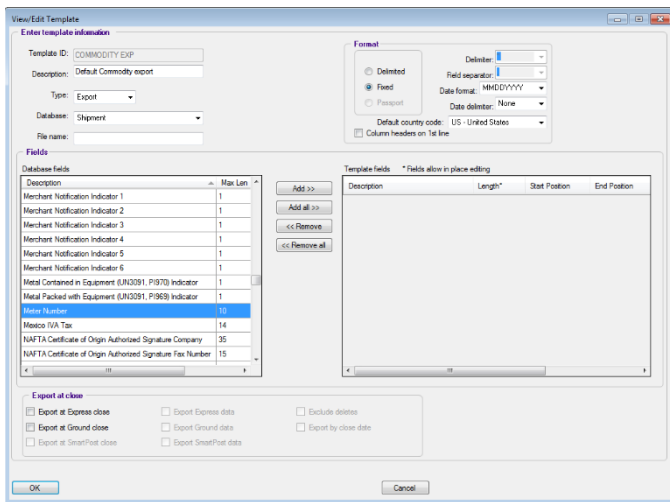 View/Edit Template
Enter template information
Template ID: COMMODITY EXP
Description: Default Commodity export
Type: Export
Database: Shipment
File name:
Format
Delimited
Fixed
Passport
Delimiter:
Field separator:
Date format: MMDDYYYY
Date delimiter: None
Default country code: US - United States
Column headers on 1st line
Fields
Database fields
Description Max Len
Merchant Notification Indicator 1 1
Merchant Notification Indicator 2 1
Merchant Notification Indicator 3 1
Merchant Notification Indicator 4 1
Merchant Notification Indicator 5 1
Merchant Notification Indicator 6 1
Metal Contained in Equipment (UN3091, PI970) Indicator 1
Metal Packed with Equipment (UN3091, PI969) Indicator 1
Meter Number 10
Mexico IVA Tax 14
NAFTA Certificate of Origin Authorized Signature Company 35
NAFTA Certificate of Origin Authorized Signature Fax Number 15
Add >>
Add all >>
<< Remove
<< Remove all
Template fields * Fields allow in place editing
Description Length* Start Position End Position
Export at close
Export at Express close Export Express data Exclude deletes
Export at Ground close Export Ground data Export by close date
Export at SmartPost close Export SmartPost data
OK Cancel